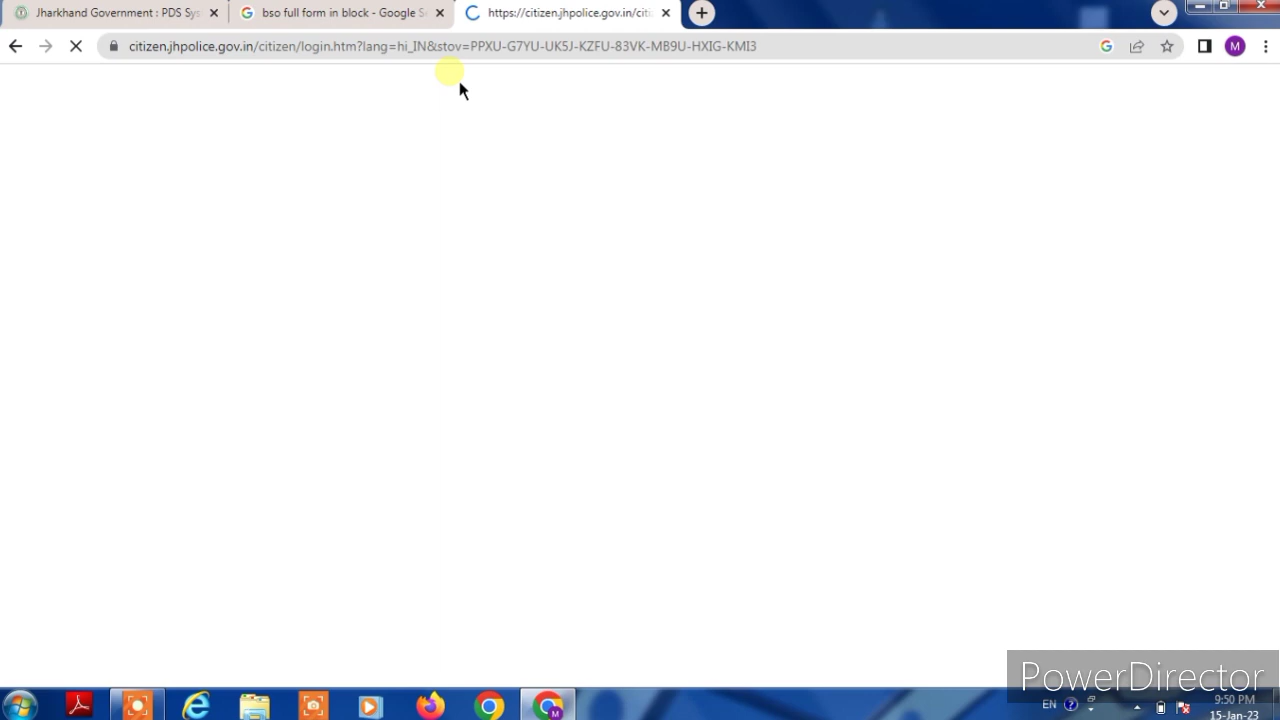 Jharkhand Government : PDS Sys
bso full form in block - Google Se
https://citizen.jhpolice.gov.in/citi
citizen.jhpolice.gov.in/citizen/login.htm?lang=hi_IN&stov=PPXU-G7YU-UK5J-KZFU-83VK-MB9U-HXIG-KMI3
M
PowerDirector
EN
9:50 PM
15-Jan-23